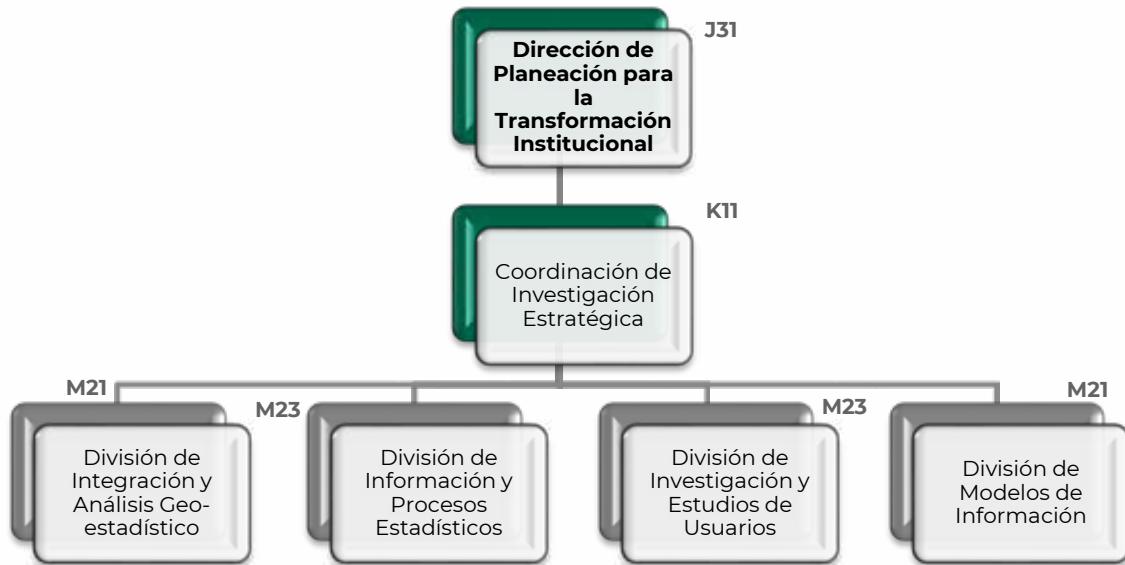 J31
Dirección de
Planeación para
la
Transformación
Institucional
K11
Coordinación de
Investigación
Estratégica
M21
División de
Integración y
Análisis Geo-
estadístico
M23
División de
Información y
Procesos
Estadísticos
M23
División de
Investigación y
Estudios de
Usuarios
M21
División de
Modelos de
Información